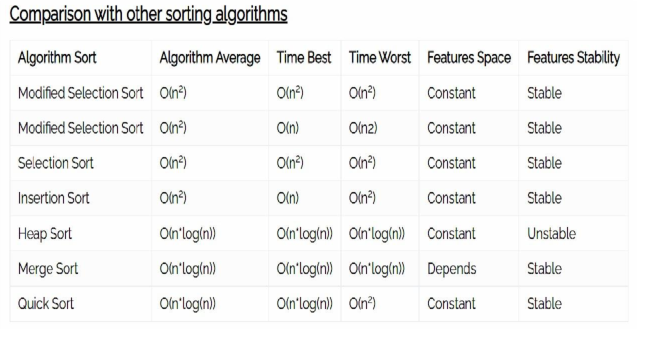 Comparison with other sorting algorithms
Algorithm Sort Algorithm Average Time Best Time Worst Features Space Features Stability
Modified Selection Sort O(n²) O(n²) O(n²) Constant Stable
Modified Selection Sort O(n²) O(n) O(n2) Constant Stable
Selection Sort O(n²) O(n²) O(n²) Constant Stable
Insertion Sort O(n²) O(n) O(n²) Constant Stable
Heap Sort O(n*log(n)) O(n*log(n)) O(n*log(n)) Constant Unstable
Merge Sort O(n*log(n)) O(n*log(n)) O(n*log(n)) Depends Stable
Quick Sort O(n*log(n)) O(n*log(n)) O(n²) Constant Stable